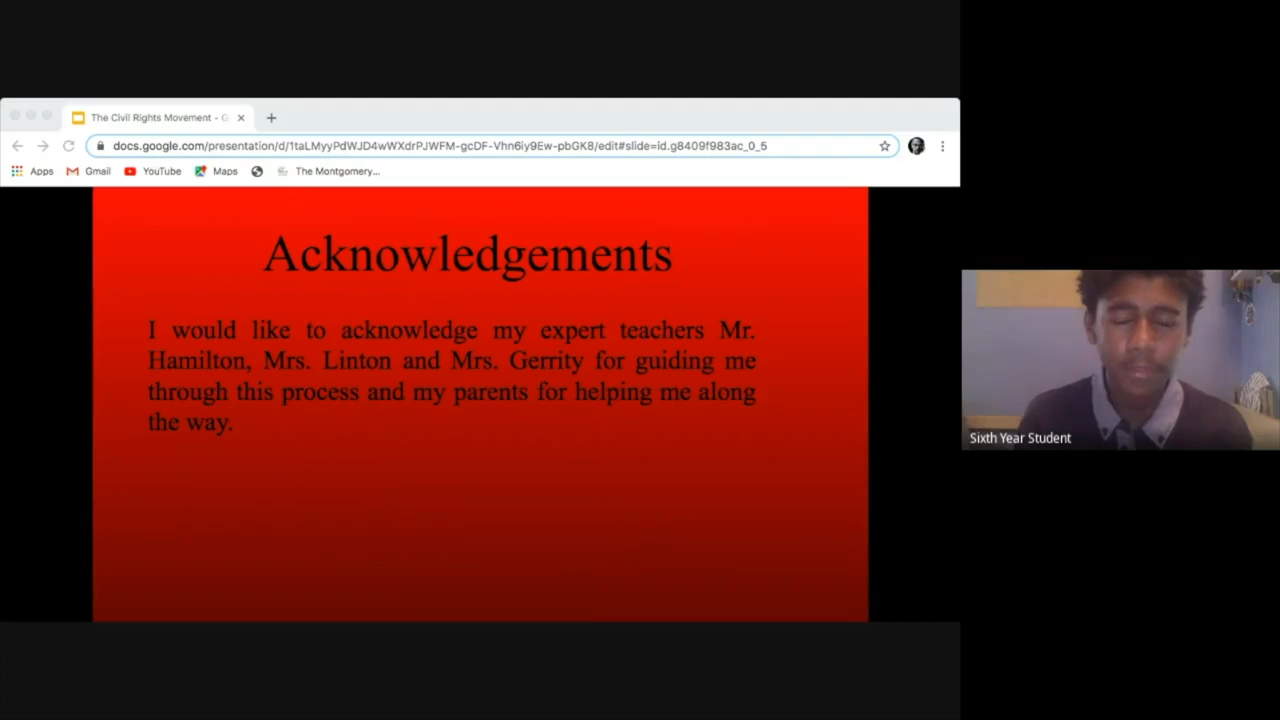 The Civil Rights Movement - G
docs.google.com/presentation/d/1taLMyyPdWJD4wWXdrPJWFM-gcDF-Vhn6iy9Ew-pbGK8/edit#slide=id.g8409f983ac_0_5
Apps Gmail YouTube Maps The Montgomery...
Acknowledgements
I would like to acknowledge my expert teachers Mr.
Hamilton, Mrs. Linton and Mrs. Gerrity for guiding me
through this process and my parents for helping me along
the way.
Sixth Year Student